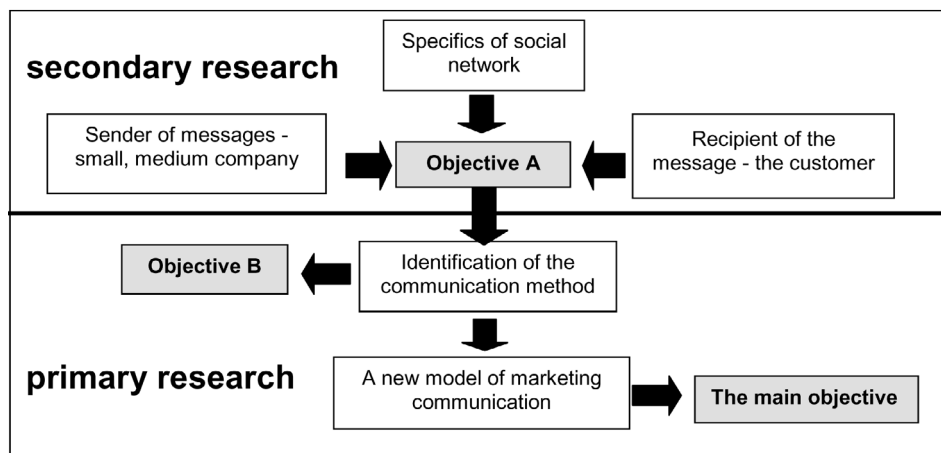 Specifics of social
network
secondary research
Sender of messages -
small, medium company
Objective A
Recipient of the
message - the customer
Objective B
Identification of the
communication method
primary research
A new model of marketing
communication
The main objective